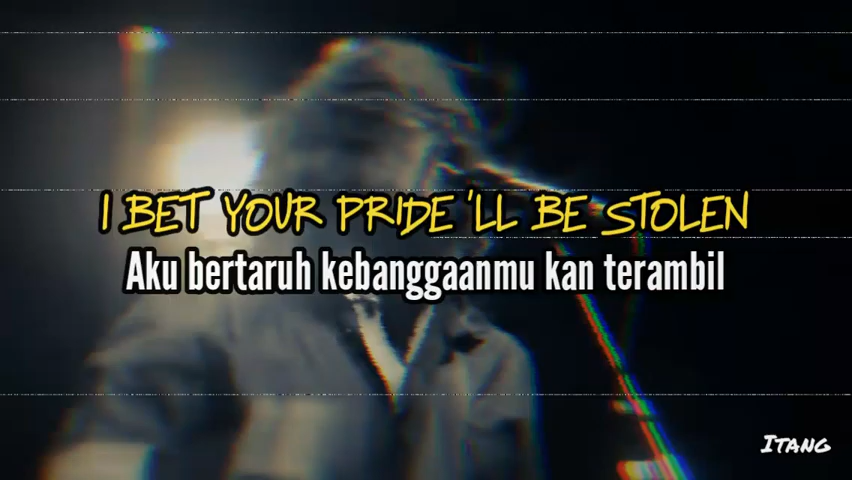 I BET YOUR PRIDE 'LL BE STOLEN
Aku bertaruh kebanggaanmu kan terambil
ITANG